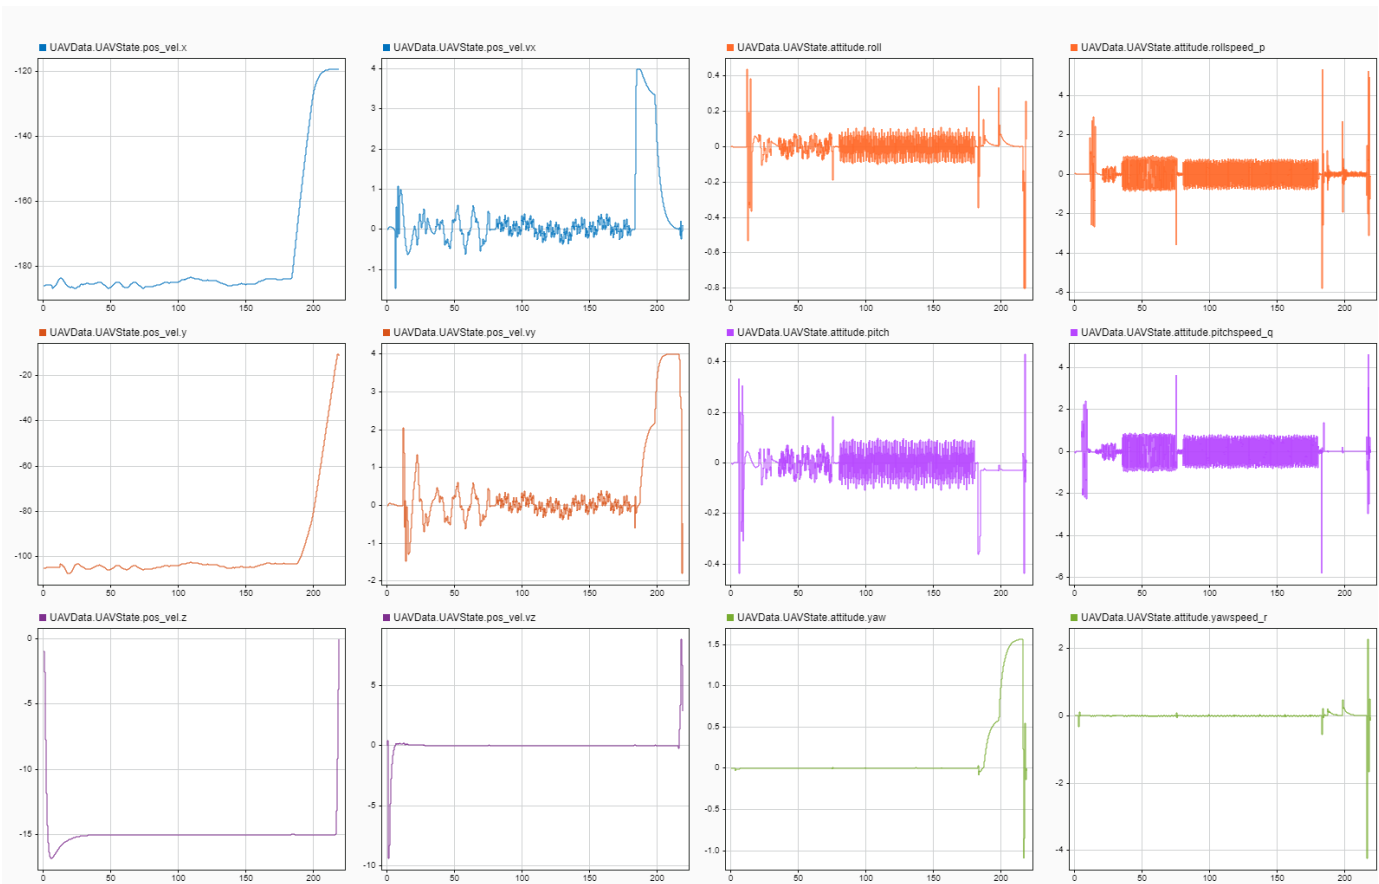 UAVData.UAVState.pos_vel.x
UAVData.UAVState.pos_vel.vx
UAVData.UAVState.attitude.roll
UAVData.UAVState.attitude.rollspeed_p
-120
-140
-160
-180
0 50 100 150 200
4
3
2
1
0
-1
0 50 100 150 200
0.4
0.2
0
-0.2
-0.4
-0.6
-0.8
0 50 100 150 200
4
2
0
-2
-4
-6
0 50 100 150 200
UAVData.UAVState.pos_vel.y
UAVData.UAVState.pos_vel.vy
UAVData.UAVState.attitude.pitch
UAVData.UAVState.attitude.pitchspeed_q
-20
-40
-60
-80
-100
0 50 100 150 200
4
3
2
1
0
-1
-2
0 50 100 150 200
0.4
0.2
0
-0.2
-0.4
0 50 100 150 200
4
2
0
-2
-4
-6
0 50 100 150 200
UAVData.UAVState.pos_vel.z
UAVData.UAVState.pos_vel.vz
UAVData.UAVState.attitude.yaw
UAVData.UAVState.attitude.yawspeed_r
0
-5
-10
-15
0 50 100 150 200
5
0
-5
-10
0 50 100 150 200
1.5
1.0
0.5
0
-0.5
-1.0
0 50 100 150 200
2
0
-2
-4
0 50 100 150 200